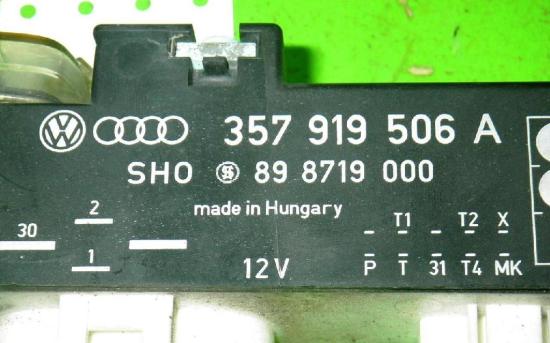 VW 357 919 506 A
SHO S 89 8719 000
made in Hungary
30 2 T1 T2 X
1 12V P T 31 T4 MK